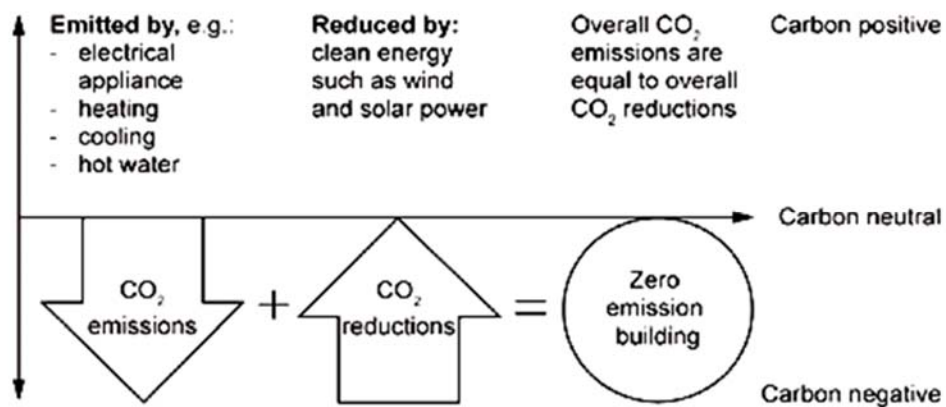 Emitted by, e.g.:
- electrical
appliance
- heating
- cooling
- hot water
Reduced by:
clean energy
such as wind
and solar power
Overall CO₂
emissions are
equal to overall
CO₂ reductions
Carbon positive
Carbon neutral
CO₂
emissions
+
CO₂
reductions
=
Zero
emission
building
Carbon negative